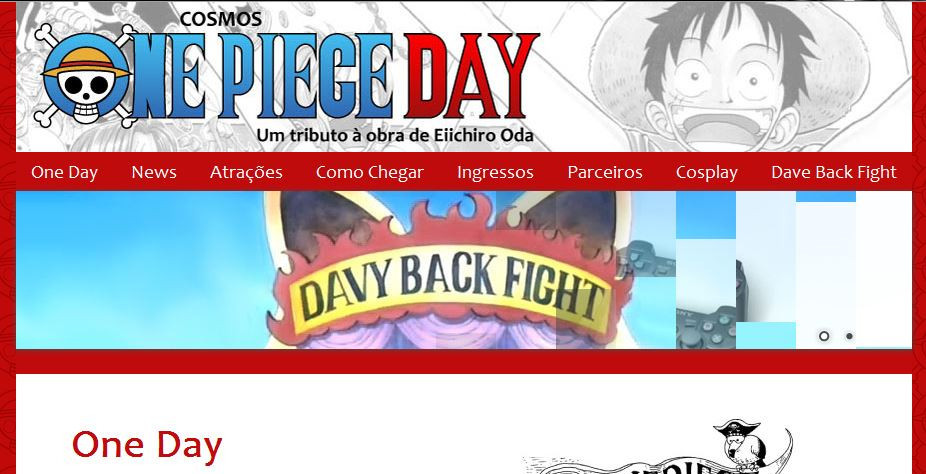 COSMOS
ONE PIECE DAY
Um tributo à obra de Eiichiro Oda
One Day News Atrações Como Chegar Ingressos Parceiros Cosplay Dave Back Fight
DAVY BACK FIGHT
SONY
One Day